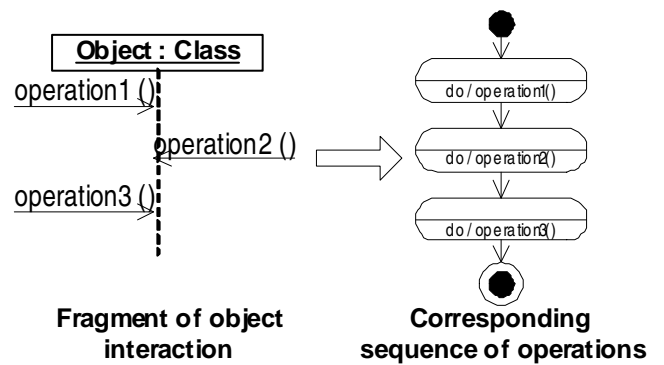 Object : Class
operation1 ()
operation2 ()
operation3 ()
do / operation1()
do / operation2()
do / operation3()
Fragment of object
interaction
Corresponding
sequence of operations